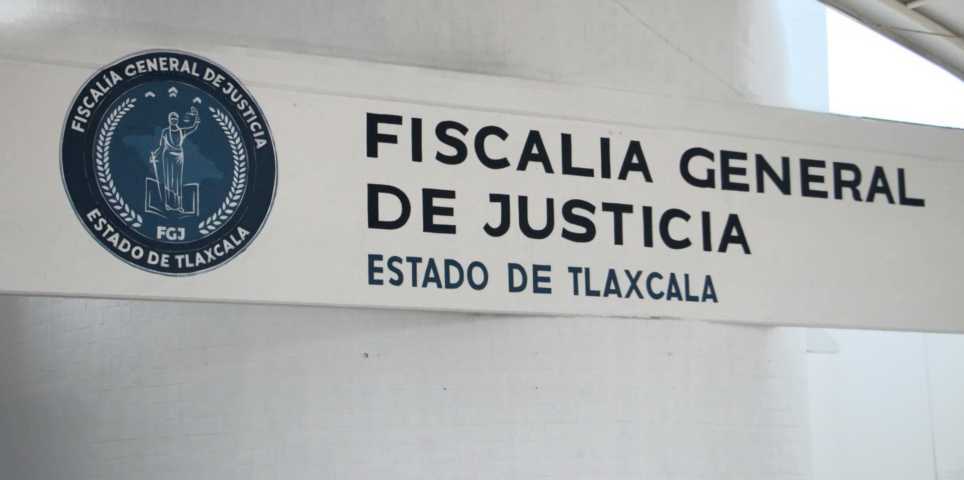 FISCALÍA GENERAL DE JUSTICIA
FGJ
ESTADO DE TLAXCALA
FISCALIA GENERAL
DE JUSTICIA
ESTADO DE TLAXCALA